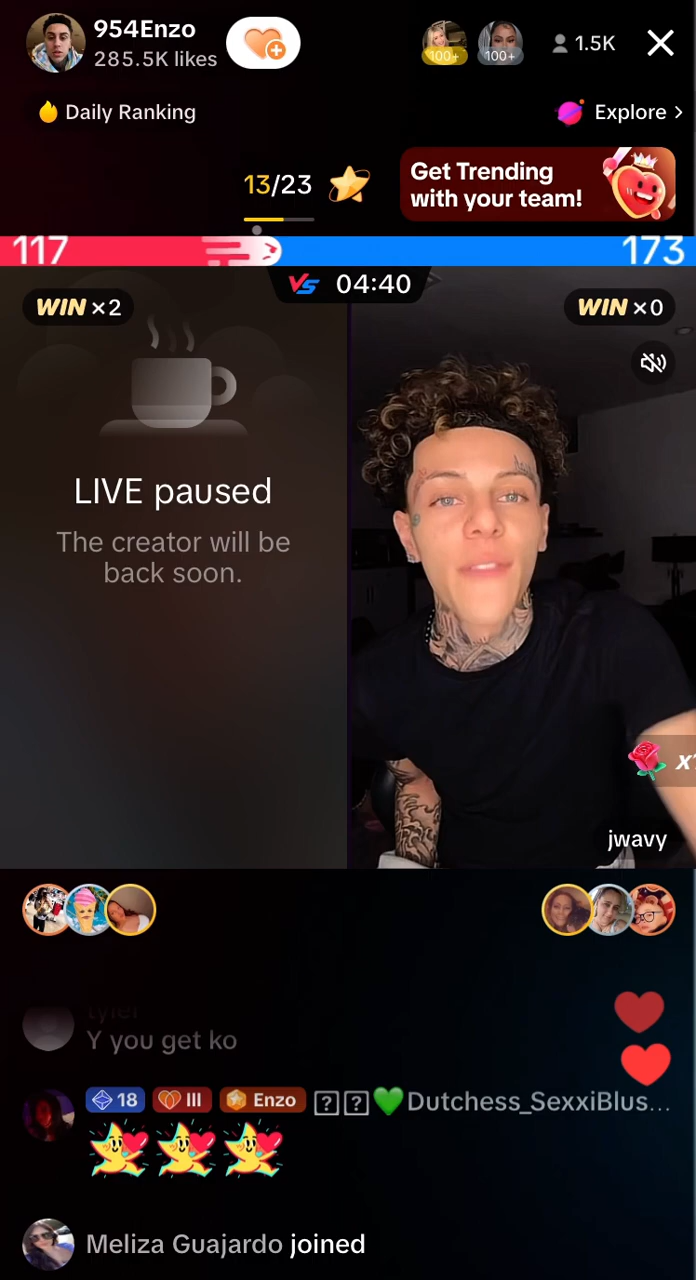 954Enzo
285.5K likes
100+
100+
1.5K
Daily Ranking
Explore >
13/23
Get Trending
with your team!
117
173
VS 04:40
WIN ×2
WIN ×0
LIVE paused
The creator will be
back soon.
jwavy
tyler
Y you get ko
18 III Enzo 💚Dutchess_SexxiBlus...
Meliza Guajardo joined